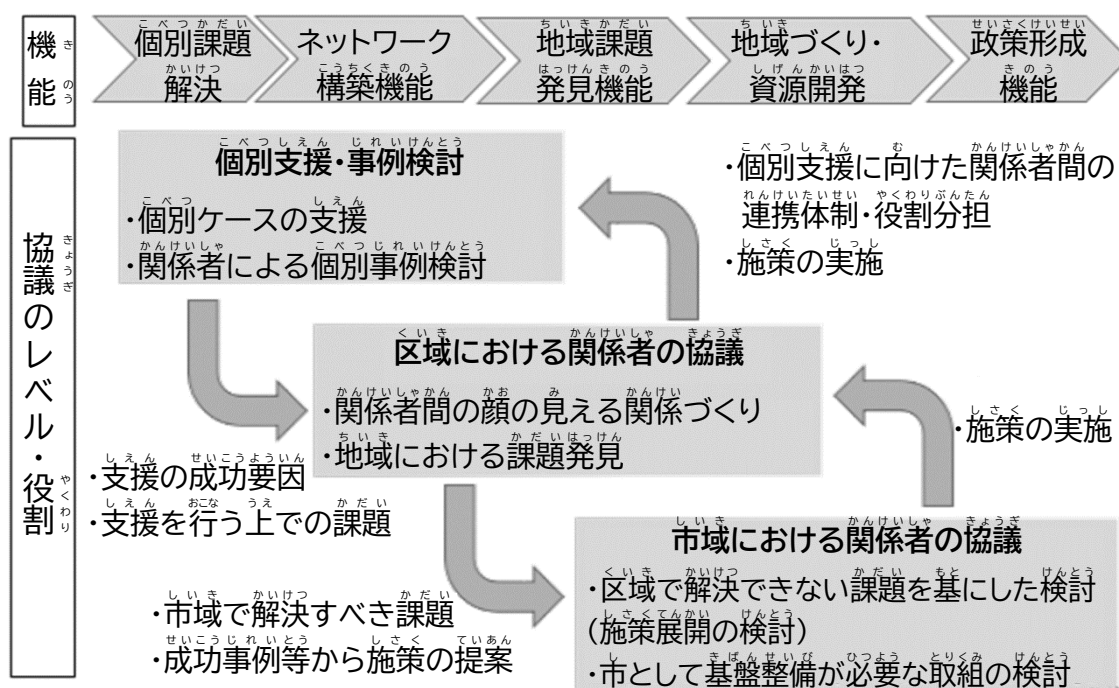 機能
個別課題
解決
ネットワーク
構築機能
地域課題
発見機能
地域づくり・
資源開発
政策形成
機能
協議のレベル・役割
個別支援・事例検討
・個別ケースの支援
・関係者による個別事例検討
・個別支援に向けた関係者間の
連携体制・役割分担
・施策の実施
区域における関係者の協議
・関係者間の顔の見える関係づくり
・地域における課題発見
・施策の実施
・支援の成功要因
・支援を行う上での課題
市域における関係者の協議
・区域で解決できない課題を基にした検討
(施策展開の検討)
・市として基盤整備が必要な取組の検討
・市域で解決すべき課題
・成功事例等から施策の提案